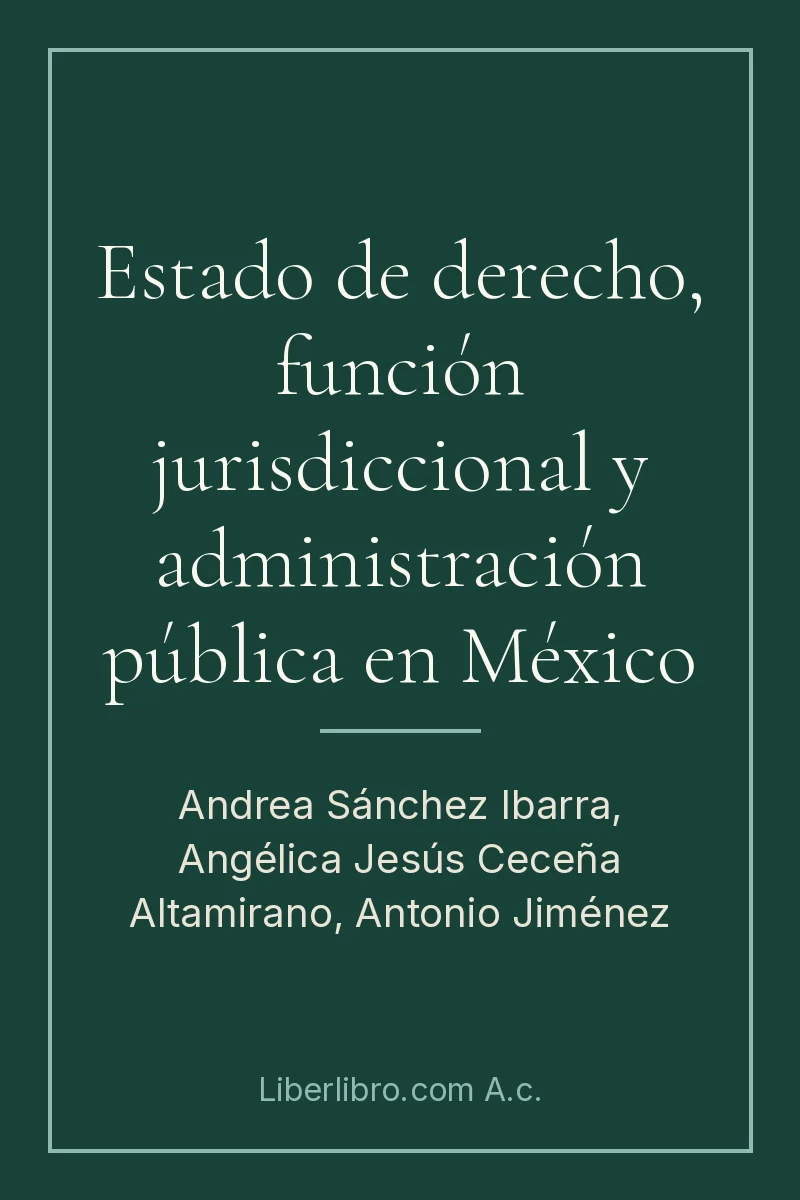 Estado de derecho,
función
jurisdiccional y
administración
pública en México
Andrea Sánchez Ibarra,
Angélica Jesús Ceceña
Altamirano, Antonio Jiménez
Liberlibro.com A.c.